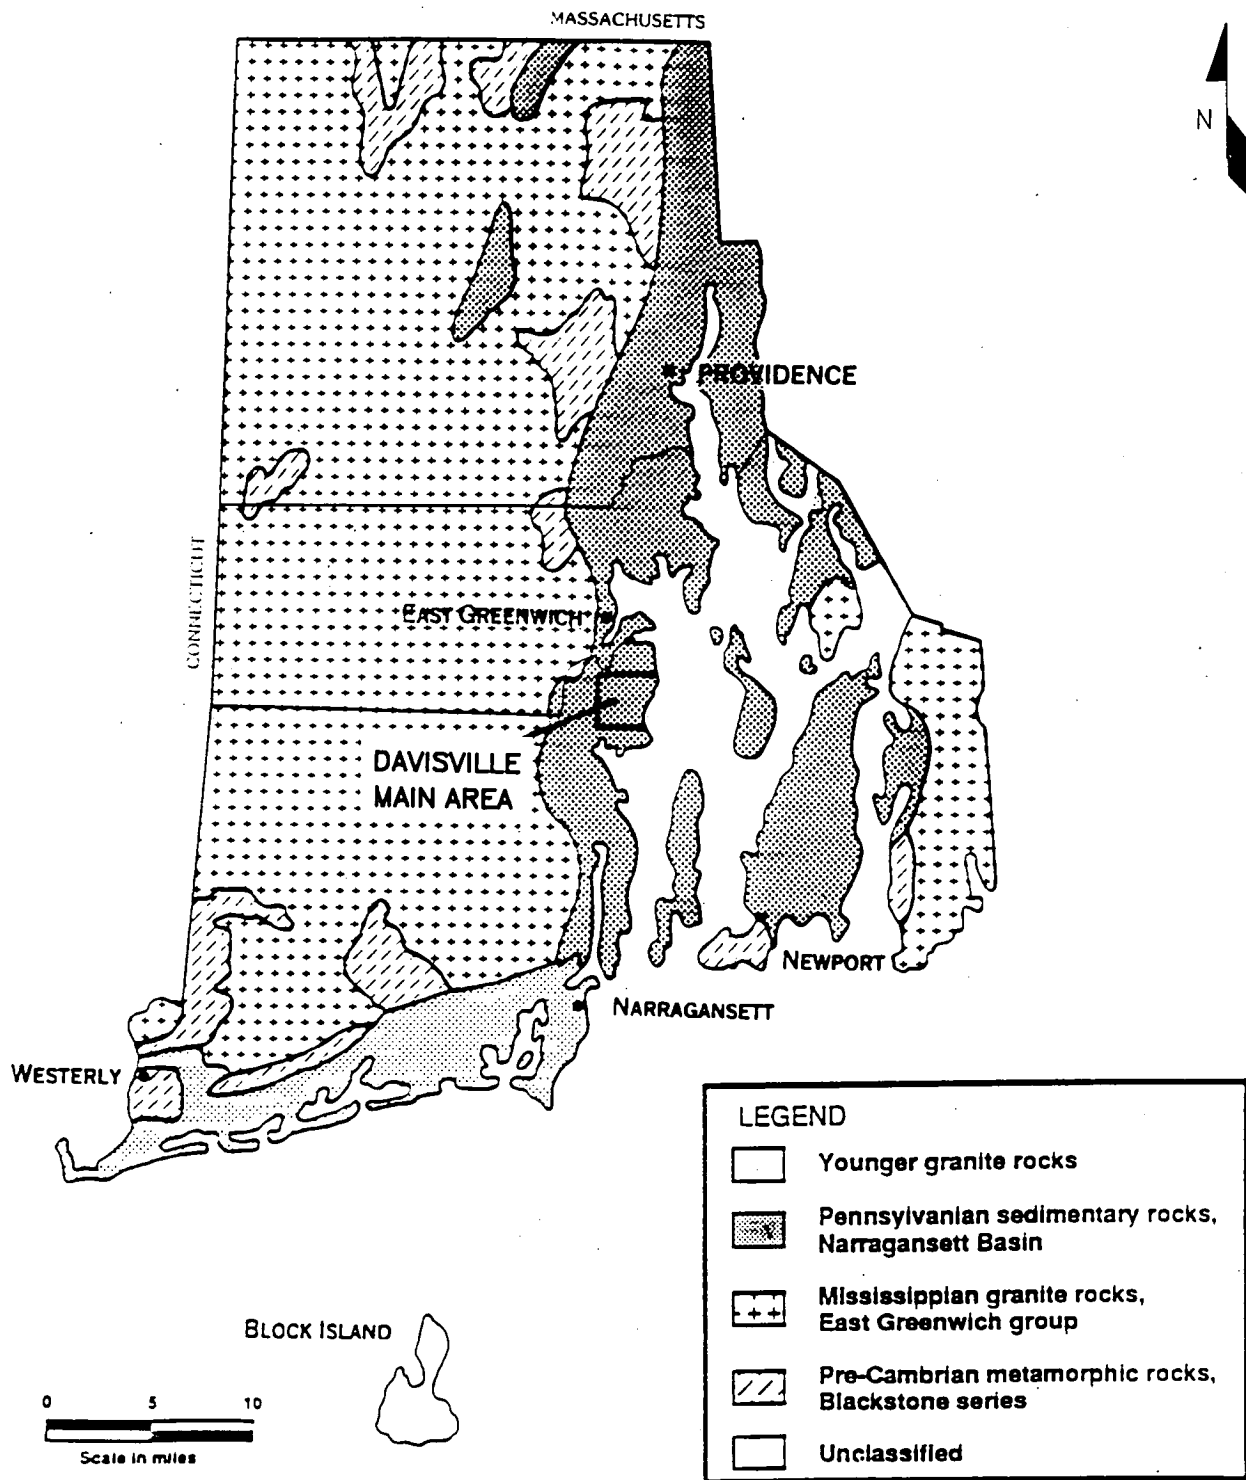 MASSACHUSETTS
N
PROVIDENCE
CONNECTICUT
EAST GREENWICH
DAVISVILLE
MAIN AREA
NEWPORT
NARRAGANSETT
WESTERLY
LEGEND
Younger granite rocks
Pennsylvanian sedimentary rocks,
Narragansett Basin
Mississippian granite rocks,
East Greenwich group
Pre-Cambrian metamorphic rocks,
Blackstone series
Unclassified
BLOCK ISLAND
0 5 10
Scale in miles